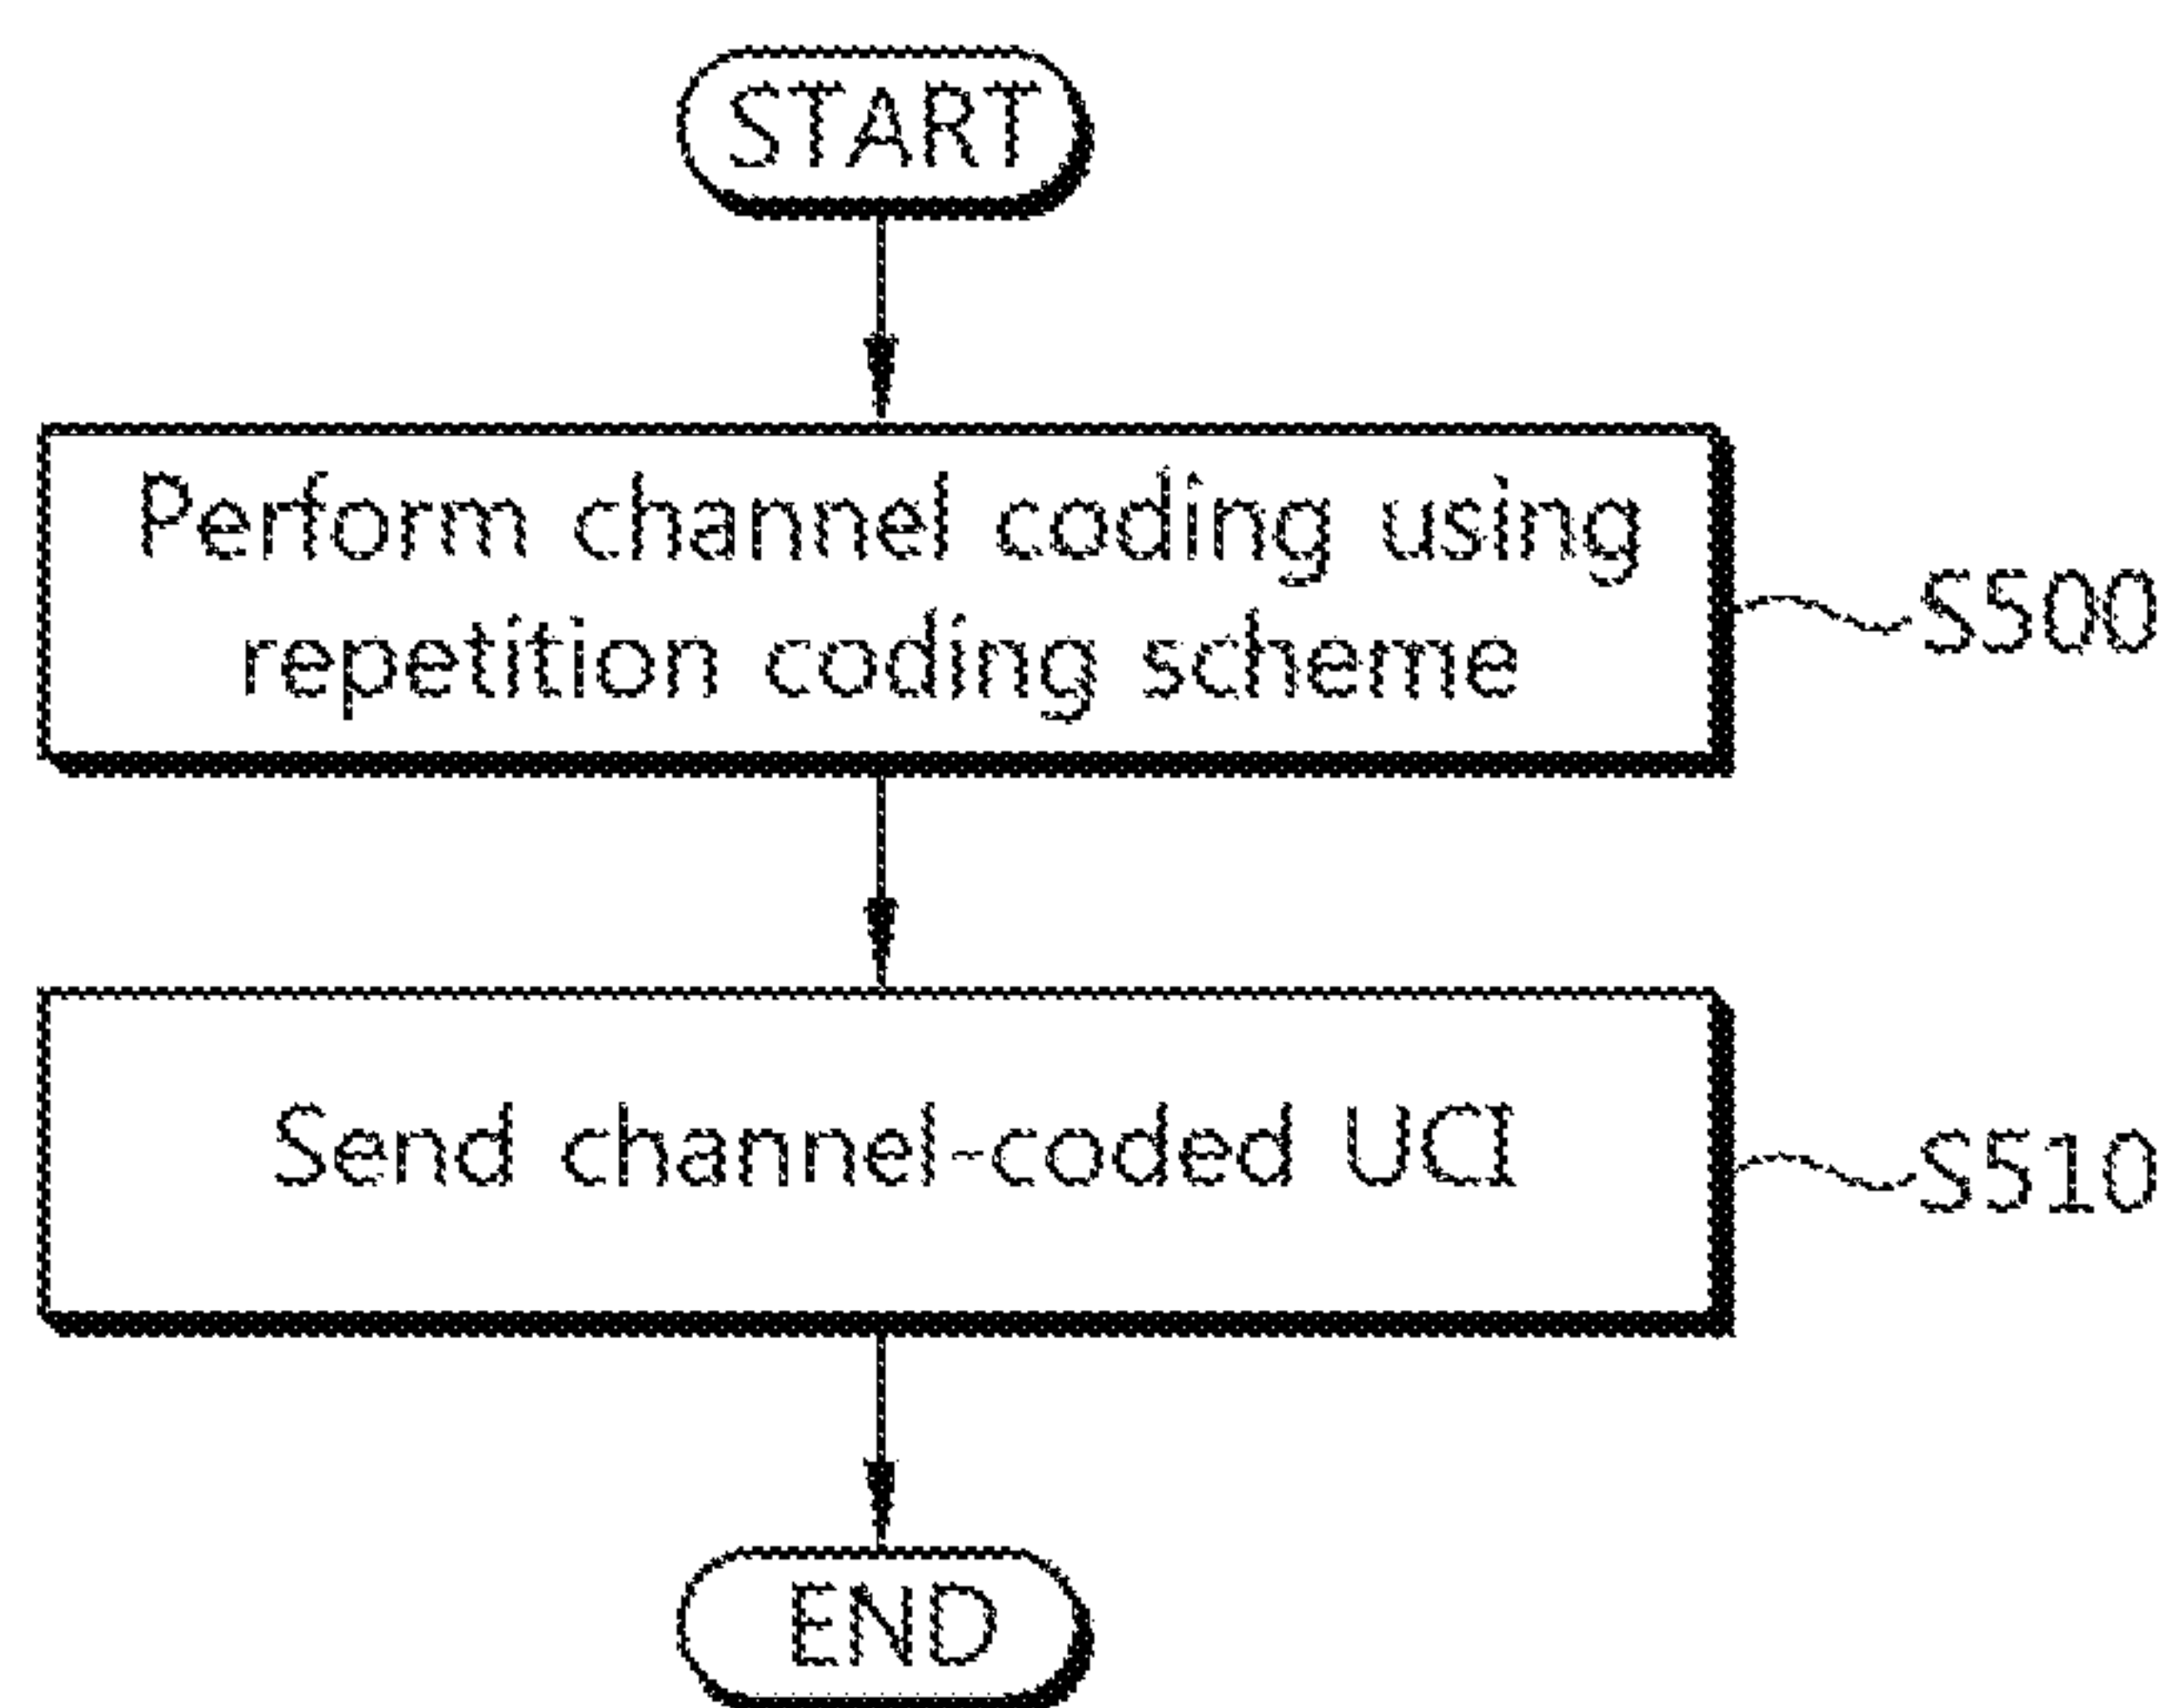 START
Perform channel coding using
repetition coding scheme
S500
Send channel-coded UCI
S510
END